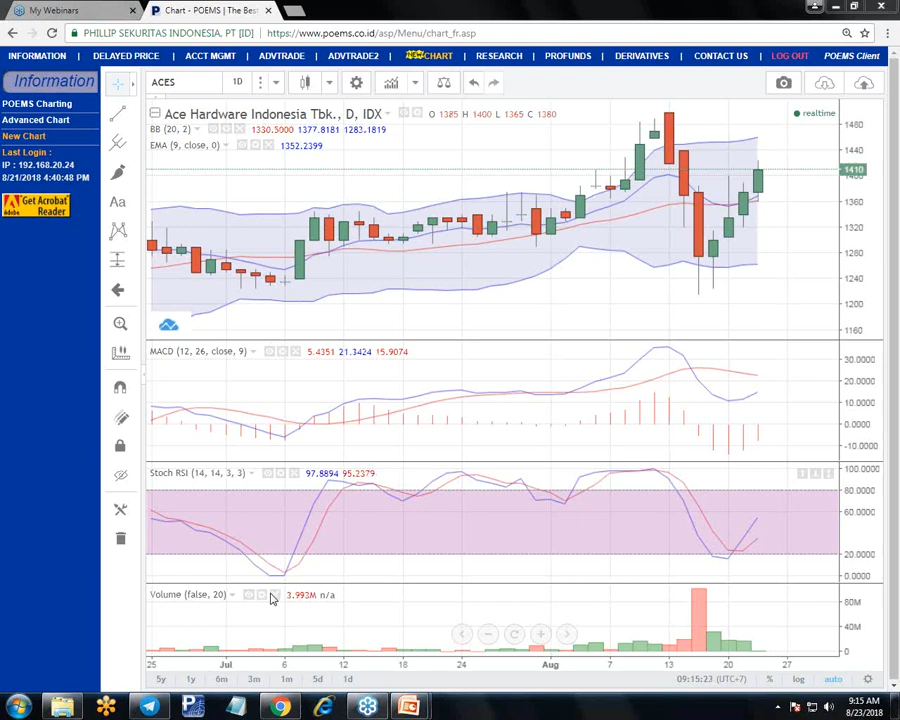 My Webinars
Chart - POEMS | The Best
PHILLIP SEKURITAS INDONESIA. PT [ID]
https://www.poems.co.id/asp/Menu/chart_fr.asp
INFORMATION | DELAYED PRICE | ACCT MGMT | ADVTRADE | ADVTRADE2 | NEW CHART | RESEARCH | PROFUNDS | DERIVATIVES | CONTACT US | LOG OUT POEMS Client
Information
POEMS Charting
Advanced Chart
New Chart
Last Login :
IP : 192.168.20.24
8/21/2018 4:40:48 PM
Get Acrobat
Reader
Adobe
ACES
1D
Ace Hardware Indonesia Tbk., D, IDX
O 1385 H 1400 L 1365 C 1380
realtime
BB (20, 2) 1330.5000 1377.8181 1283.1819
EMA (9, close, 0) 1352.2399
Aa
1480
1440
1410
1400
1360
1320
1280
1240
1200
1160
MACD (12, 26, close, 9) 5.4351 21.3424 15.9074
30.0000
20.0000
10.0000
0.0000
-10.0000
Stoch RSI (14, 14, 3, 3) 97.8894 95.2379
100.0000
80.0000
60.0000
20.0000
0.0000
Volume (false, 20) 3.993M n/a
80M
40M
0
25 Jul 6 12 18 24 Aug 7 13 20 27
5y 1y 6m 3m 1m 5d 1d
09:15:23 (UTC+7) % log auto
9:15 AM
8/23/2018